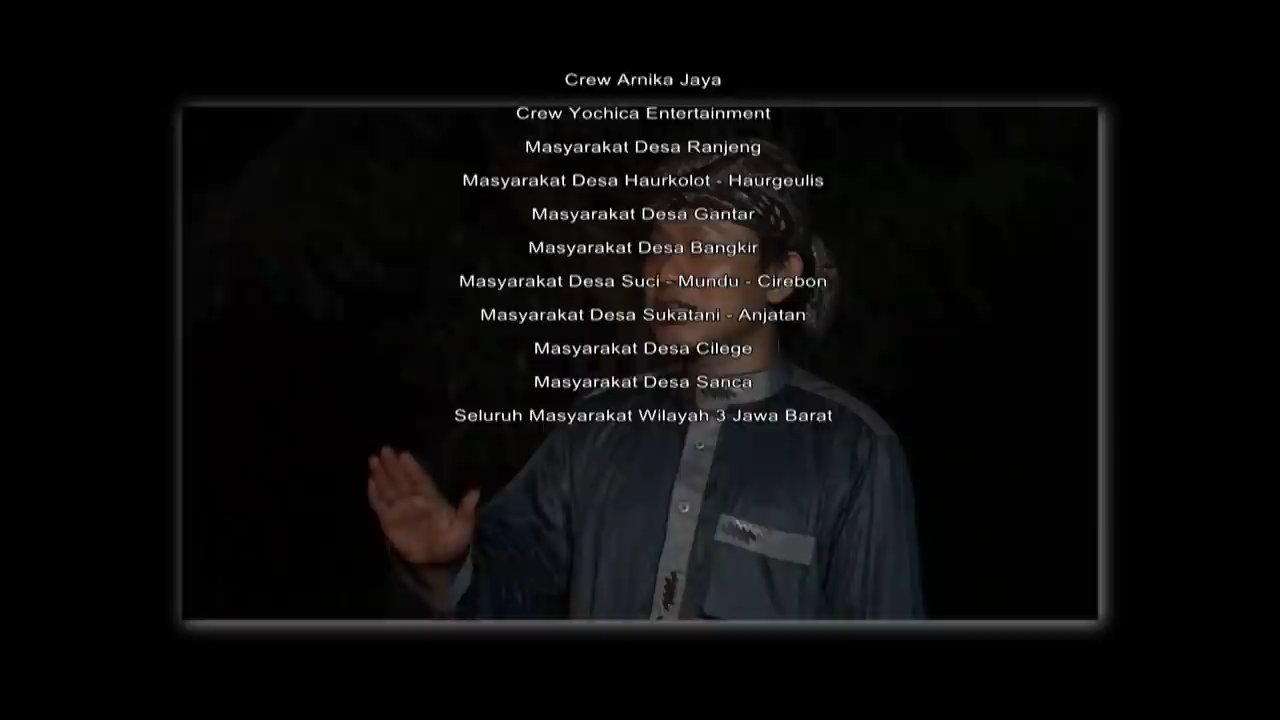 Crew Arnika Jaya
Crew Yochica Entertainment
Masyarakat Desa Ranjeng
Masyarakat Desa Haurkolot - Haurgeulis
Masyarakat Desa Gantar
Masyarakat Desa Bangkir
Masyarakat Desa Suci - Mundu - Cirebon
Masyarakat Desa Sukatani - Anjatan
Masyarakat Desa Cilege
Masyarakat Desa Sanca
Seluruh Masyarakat Wilayah 3 Jawa Barat